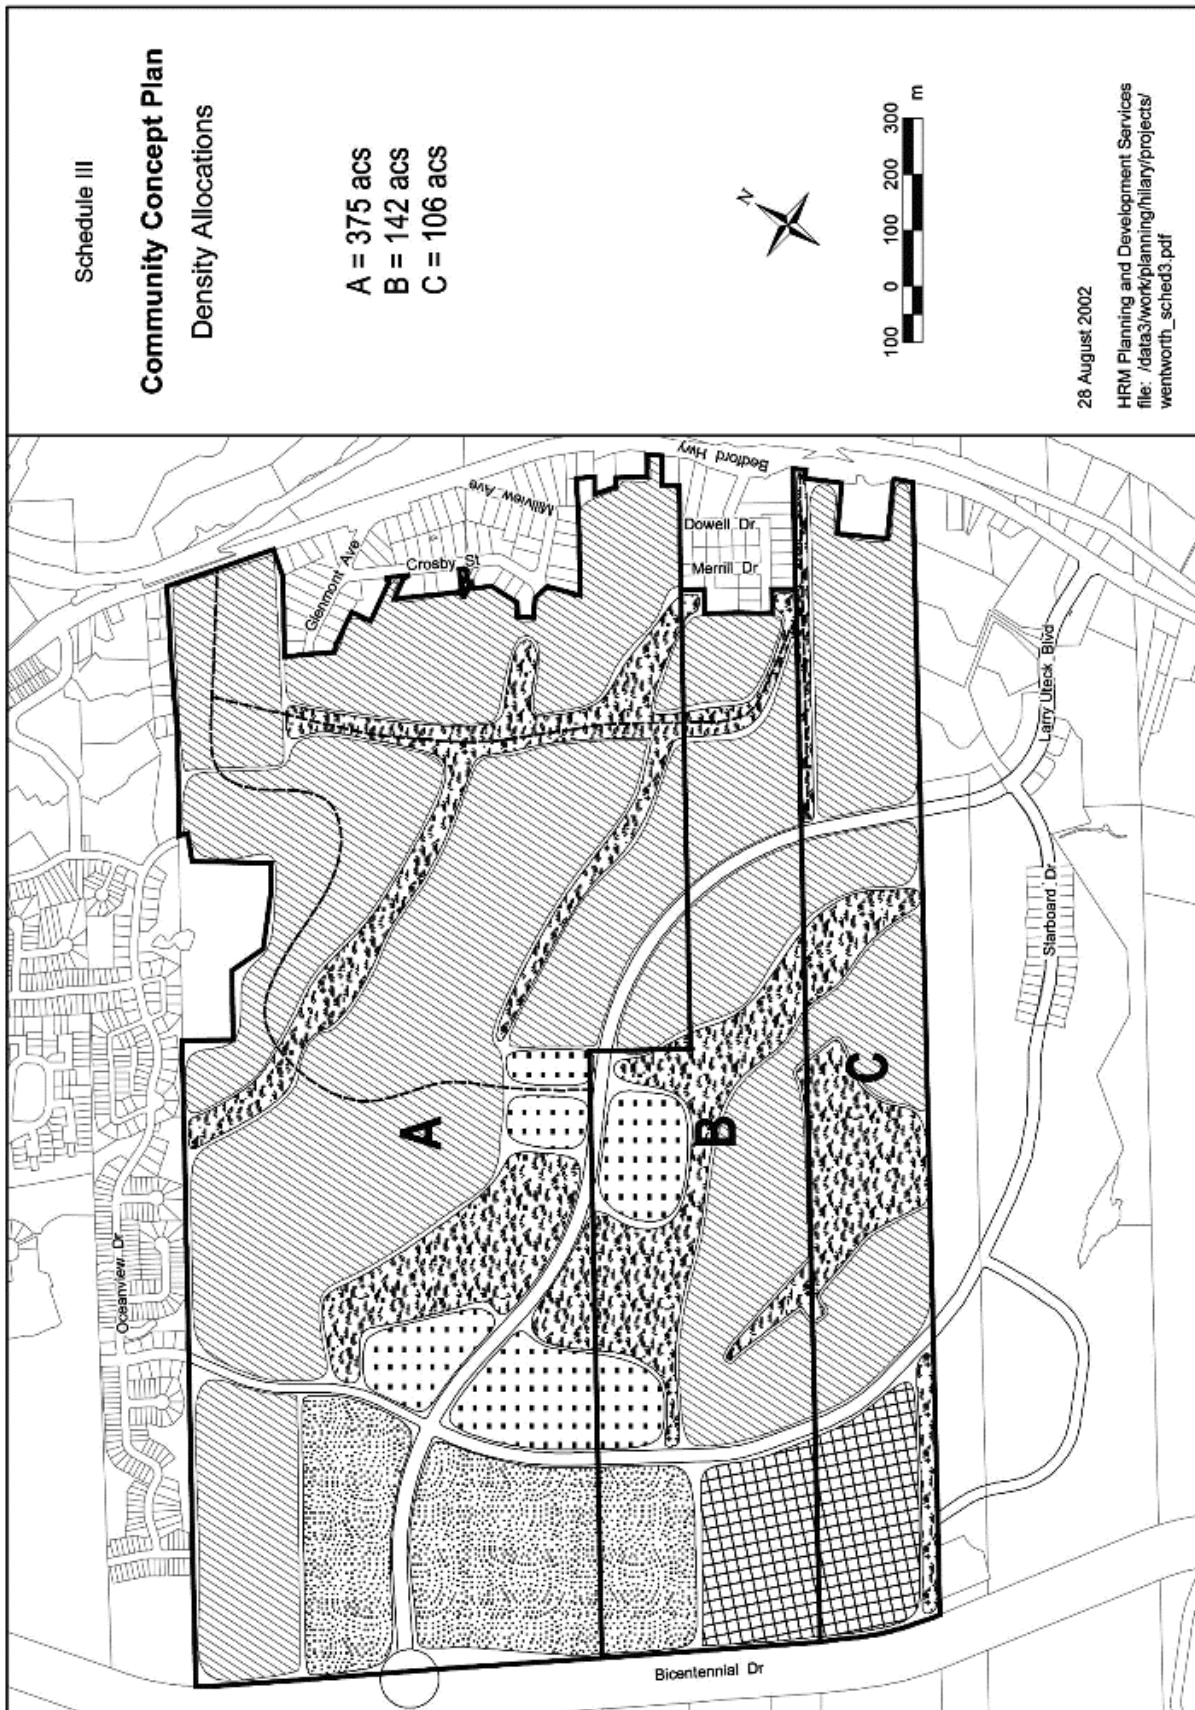 Schedule III
Community Concept Plan
Density Allocations
A = 375 acs
B = 142 acs
C = 106 acs
N
100 0 100 200 300
m
28 August 2002
HRM Planning and Development Services
file: /data3/work/planning/hilary/projects/
wentworth_sched3.pdf
Bedford Hwy
Millview Ave
Glenmont Ave
Crosby St
Dowell Dr
Merrill Dr
Larry Uteck Blvd
Starboard Dr
Oceanview Dr
A
B
C
Bicentennial Dr